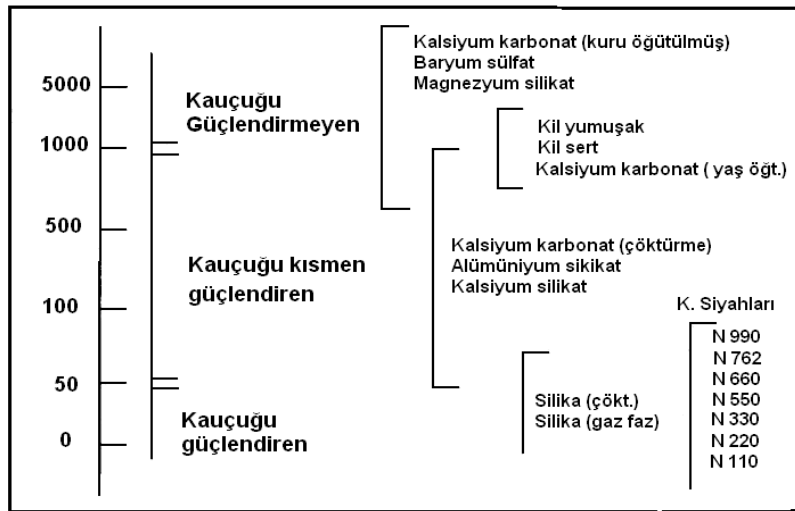 5000
1000
500
100
50
0
Kauçuğu
Güçlendirmeyen
Kauçuğu kısmen
güçlendiren
Kauçuğu
güçlendiren
Kalsiyum karbonat (kuru öğütülmüş)
Baryum sülfat
Magnezyum silikat
Kil yumuşak
Kil sert
Kalsiyum karbonat ( yaş öğt.)
Kalsiyum karbonat (çöktürme)
Alümüniyum sikikat
Kalsiyum silikat
Silika (çökt.)
Silika (gaz faz)
K. Siyahları
N 990
N 762
N 660
N 550
N 330
N 220
N 110